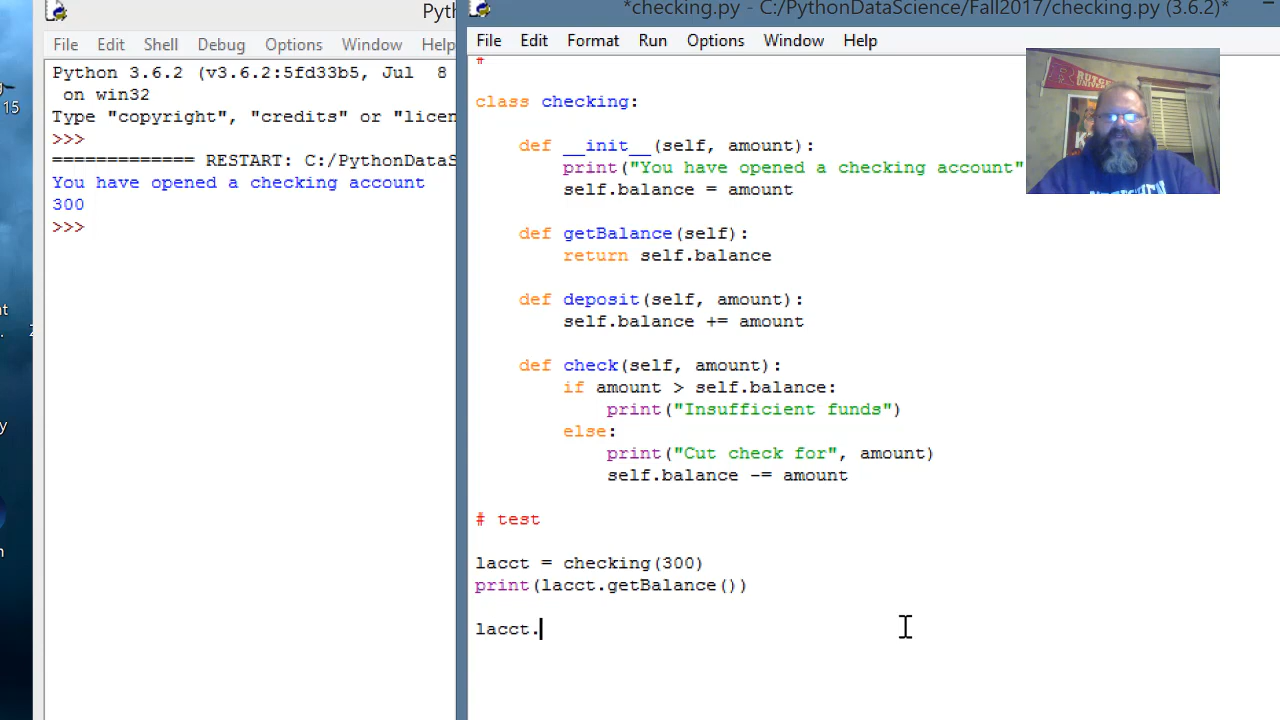 15
Pyth
File Edit Shell Debug Options Window Help
Python 3.6.2 (v3.6.2:5fd33b5, Jul 8
on win32
Type "copyright", "credits" or "licen
>>>
============= RESTART: C:/PythonDataS
You have opened a checking account
300
>>>
*checking.py - C:/PythonDataScience/Fall2017/checking.py (3.6.2)*
File Edit Format Run Options Window Help
#
class checking:
def __init__(self, amount):
print("You have opened a checking account"
self.balance = amount
def getBalance(self):
return self.balance
def deposit(self, amount):
self.balance += amount
def check(self, amount):
if amount > self.balance:
print("Insufficient funds")
else:
print("Cut check for", amount)
self.balance -= amount
# test
lacct = checking(300)
print(lacct.getBalance())
lacct.